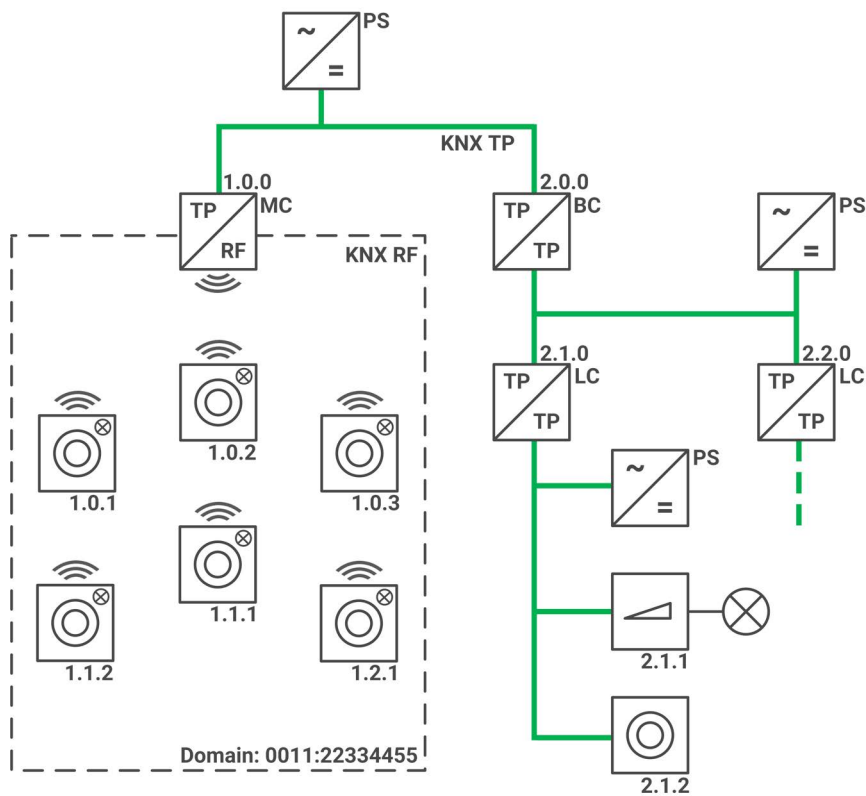 ~
=
PS
KNX TP
1.0.0
TP
RF
MC
2.0.0
TP
TP
BC
~
=
PS
KNX RF
1.0.1
1.0.2
1.0.3
1.1.1
1.1.2
1.2.1
Domain: 0011:22334455
2.1.0
TP
TP
LC
2.2.0
TP
TP
LC
~
=
PS
2.1.1
2.1.2